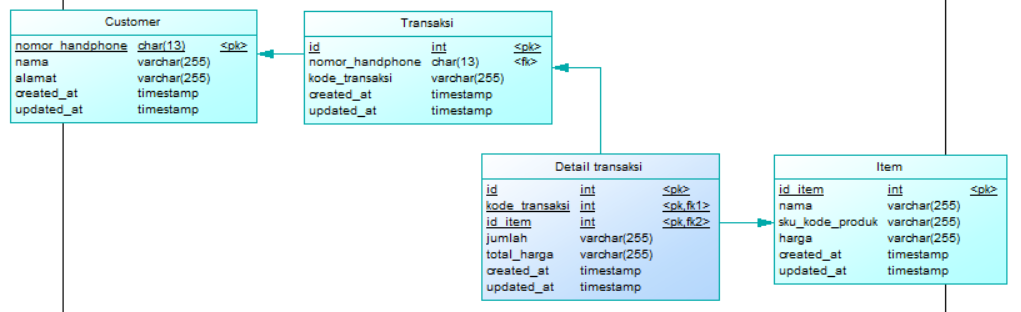 Customer
nomor_handphone char(13) <pk>
nama varchar(255)
alamat varchar(255)
created_at timestamp
updated_at timestamp
Transaksi
id int <pk>
nomor_handphone char(13) <fk>
kode_transaksi varchar(255)
created_at timestamp
updated_at timestamp
Detail transaksi
id int <pk>
kode_transaksi int <pk,fk1>
id_item int <pk,fk2>
jumlah varchar(255)
total_harga varchar(255)
created_at timestamp
updated_at timestamp
Item
id_item int <pk>
nama varchar(255)
sku_kode_produk varchar(255)
harga varchar(255)
created_at timestamp
updated_at timestamp